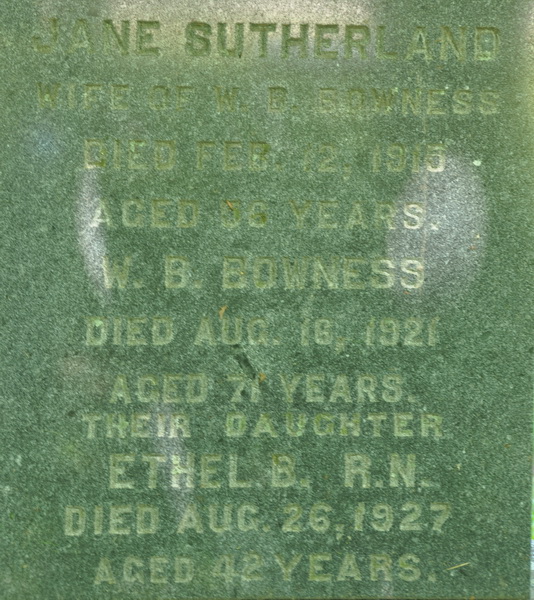 JANE SUTHERLAND
WIFE OF W. B. BOWNESS
DIED FEB. 12, 1915
AGED YEARS.
W. B. BOWNESS
DIED AUG. 18, 1921
AGED 71 YEARS.
THEIR DAUGHTER
ETHEL B. R.N.
DIED AUG. 26, 1927
AGED 42 YEARS.